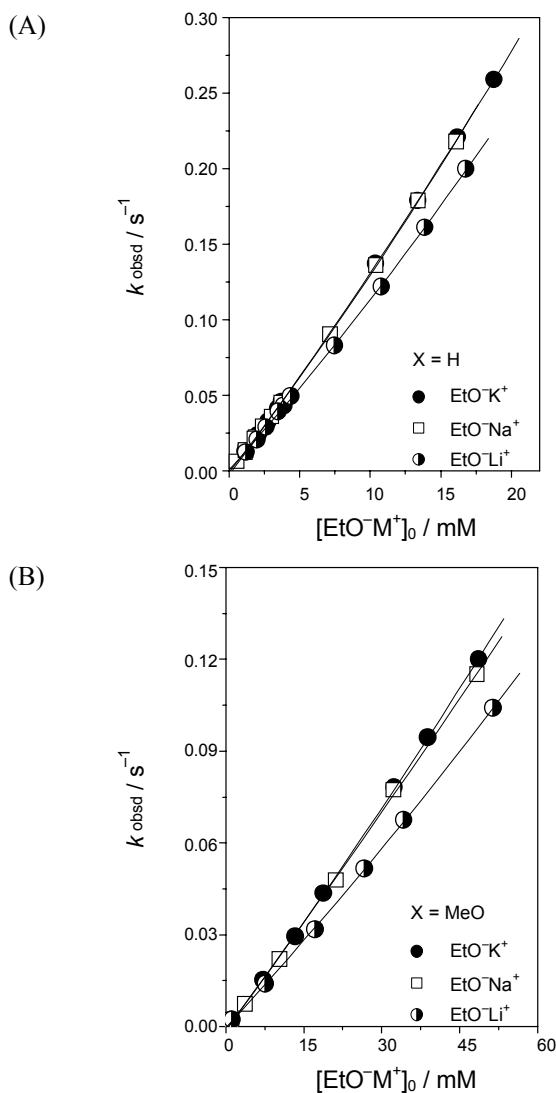 (A)
0.30
0.25
0.20
0.15
0.10
0.05
0.00
k obsd / s⁻¹
X = H
EtO⁻K⁺
EtO⁻Na⁺
EtO⁻Li⁺
0 5 10 15 20
[EtO⁻M⁺]₀ / mM
(B)
0.15
0.12
0.09
0.06
0.03
0.00
k obsd / s⁻¹
X = MeO
EtO⁻K⁺
EtO⁻Na⁺
EtO⁻Li⁺
0 15 30 45 60
[EtO⁻M⁺]₀ / mM